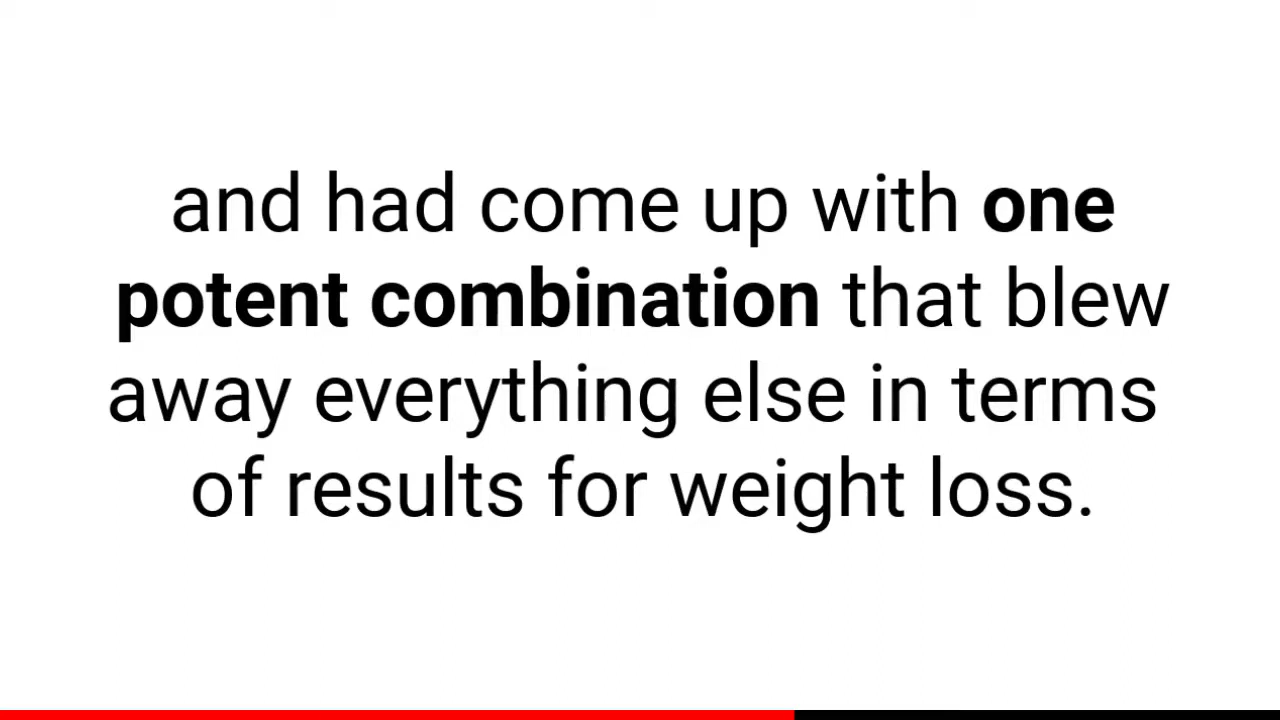 and had come up with one
potent combination that blew
away everything else in terms
of results for weight loss.